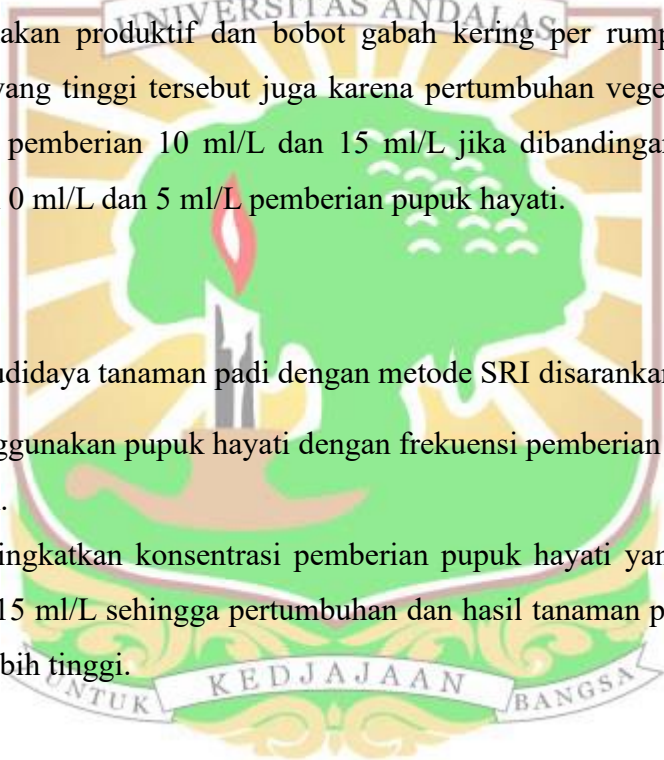 UNIVERSITAS ANDALAS
akan produktif dan bobot gabah kering per rump
yang tinggi tersebut juga karena pertumbuhan vege
pemberian 10 ml/L dan 15 ml/L jika dibandingan
0 ml/L dan 5 ml/L pemberian pupuk hayati.
udidaya tanaman padi dengan metode SRI disarankan
ggunakan pupuk hayati dengan frekuensi pemberian
.
ingkatkan konsentrasi pemberian pupuk hayati yan
15 ml/L sehingga pertumbuhan dan hasil tanaman p
bih tinggi.
UNTUK KEDJAJAAN BANGSA